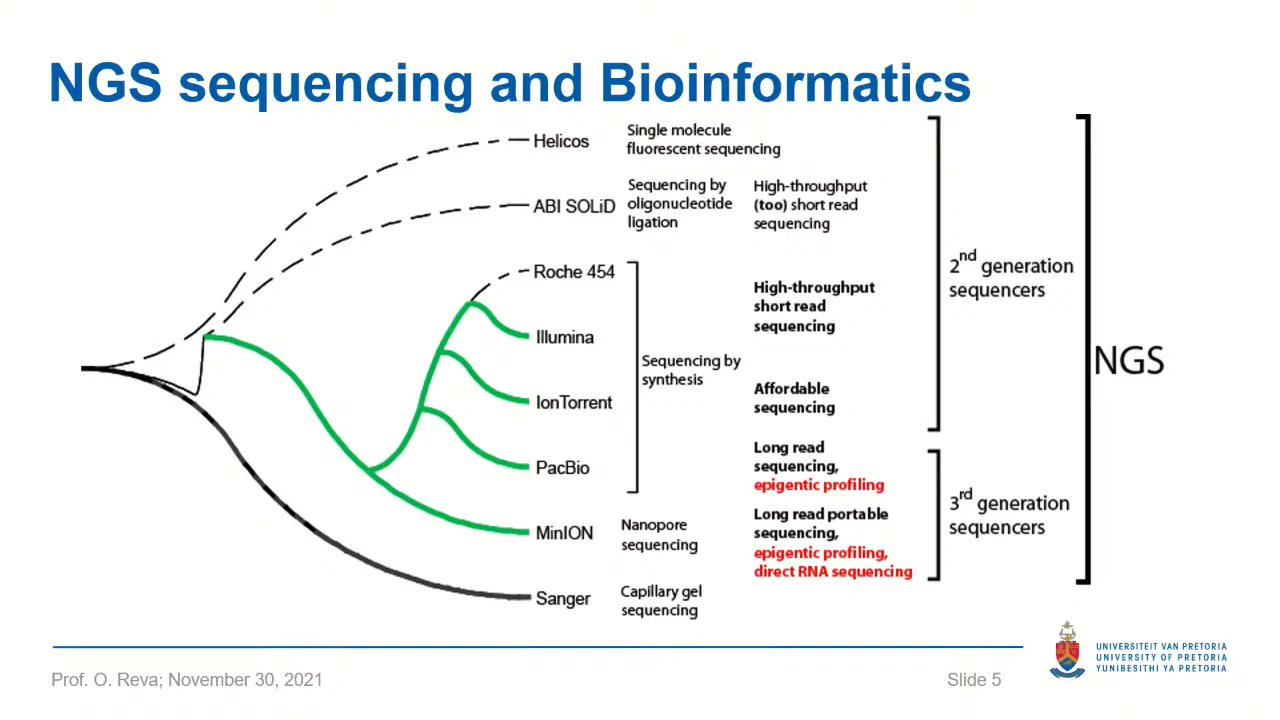 NGS sequencing and Bioinformatics
Helicos
Single molecule
fluorescent sequencing
ABI SOLiD
Sequencing by
oligonucleotide
ligation
High-throughput
(too) short read
sequencing
Roche 454
Illumina
IonTorrent
PacBio
Sequencing by
synthesis
High-throughput
short read
sequencing
Affordable
sequencing
Long read
sequencing,
epigentic profiling
MinION
Nanopore
sequencing
Long read portable
sequencing,
epigentic profiling,
direct RNA sequencing
Sanger
Capillary gel
sequencing
2nd generation
sequencers
3rd generation
sequencers
NGS
Prof. O. Reva; November 30, 2021
Slide 5
UNIVERSITEIT VAN PRETORIA
UNIVERSITY OF PRETORIA
YUNIBESITHI YA PRETORIA